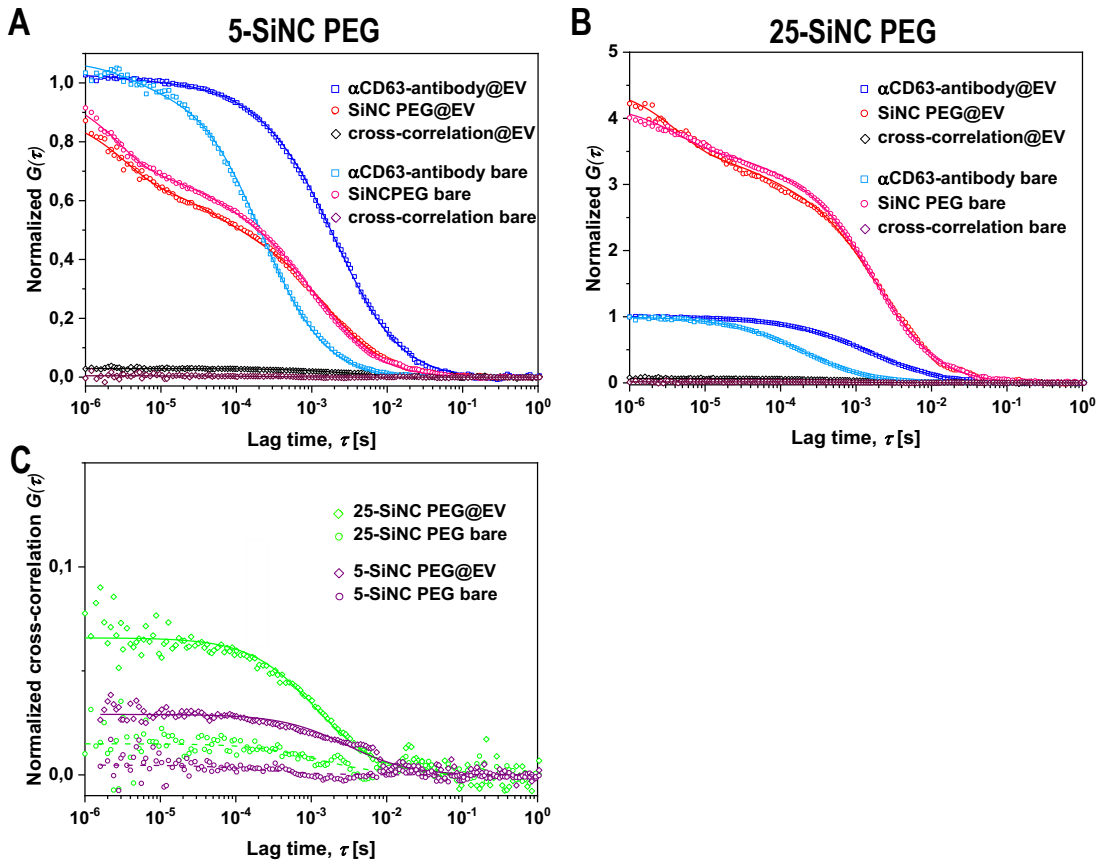 A
5-SiNC PEG
Normalized G(τ)
1,0
0,8
0,6
0,4
0,2
0,0
αCD63-antibody@EV
SiNC PEG@EV
cross-correlation@EV
αCD63-antibody bare
SiNCPEG bare
cross-correlation bare
10⁻⁶ 10⁻⁵ 10⁻⁴ 10⁻³ 10⁻² 10⁻¹ 10⁰
Lag time, τ [s]
B
25-SiNC PEG
Normalized G(τ)
5
4
3
2
1
0
αCD63-antibody@EV
SiNC PEG@EV
cross-correlation@EV
αCD63-antibody bare
SiNC PEG bare
cross-correlation bare
10⁻⁶ 10⁻⁵ 10⁻⁴ 10⁻³ 10⁻² 10⁻¹ 10⁰
Lag time, τ [s]
C
Normalized cross-correlation G(τ)
0,1
0,0
25-SiNC PEG@EV
25-SiNC PEG bare
5-SiNC PEG@EV
5-SiNC PEG bare
10⁻⁶ 10⁻⁵ 10⁻⁴ 10⁻³ 10⁻² 10⁻¹ 10⁰
Lag time, τ [s]